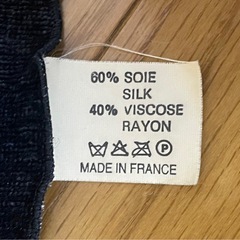 60% SOIE
SILK
40% VISCOSE
RAYON
P
MADE IN FRANCE